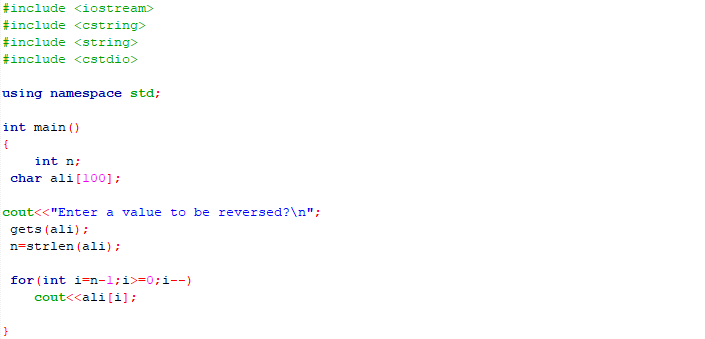 #include <iostream>
#include <cstring>
#include <string>
#include <cstdio>
using namespace std;
int main()
{
int n;
char ali[100];
cout<<"Enter a value to be reversed?\n";
gets(ali);
n=strlen(ali);
for(int i=n-1;i>=0;i--)
cout<<ali[i];
}